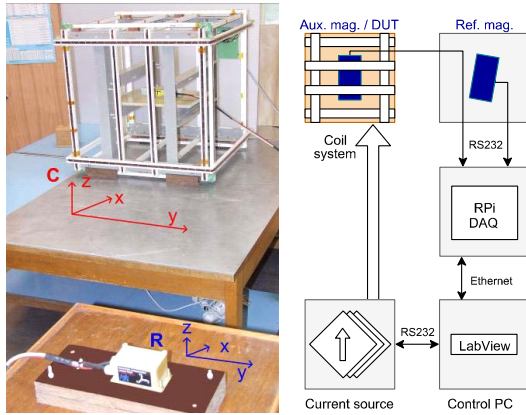 C
z
x
y
R
z
x
y
Aux. mag. / DUT
Ref. mag.
Coil
system
RS232
RPi
DAQ
Ethernet
RS232
LabView
Current source
Control PC